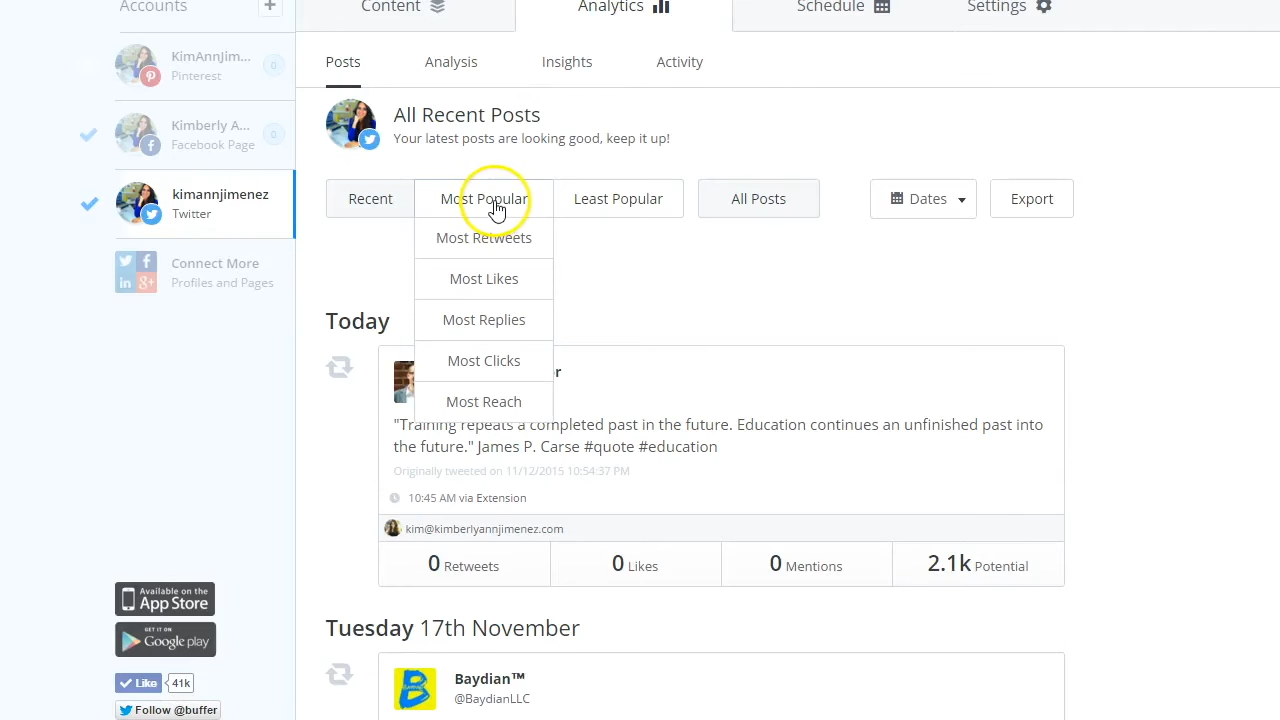 Accounts
+
Content
Analytics
Schedule
Settings
KimAnnJim...
Pinterest
0
Kimberly A...
Facebook Page
0
kimannjimenez
Twitter
Connect More
Profiles and Pages
Posts
Analysis
Insights
Activity
All Recent Posts
Your latest posts are looking good, keep it up!
Recent
Most Popular
Least Popular
All Posts
Dates
Export
Most Retweets
Most Likes
Most Replies
Most Clicks
Most Reach
Today
"Training repeats a completed past in the future. Education continues an unfinished past into
the future." James P. Carse #quote #education
Originally tweeted on 11/12/2015 10:54:37 PM
10:45 AM via Extension
kim@kimberlyannjimenez.com
0 Retweets
0 Likes
0 Mentions
2.1k Potential
Tuesday 17th November
Baydian™
@BaydianLLC
Available on the
App Store
GET IT ON
Google play
Like
41k
Follow @buffer